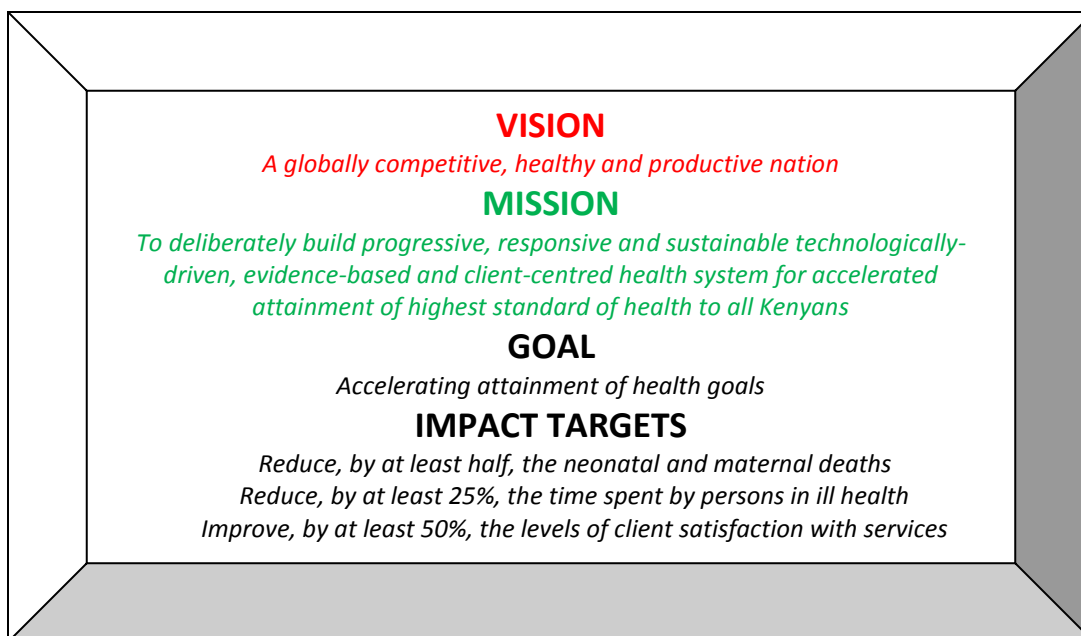 VISION
A globally competitive, healthy and productive nation
MISSION
To deliberately build progressive, responsive and sustainable technologically-
driven, evidence-based and client-centred health system for accelerated
attainment of highest standard of health to all Kenyans
GOAL
Accelerating attainment of health goals
IMPACT TARGETS
Reduce, by at least half, the neonatal and maternal deaths
Reduce, by at least 25%, the time spent by persons in ill health
Improve, by at least 50%, the levels of client satisfaction with services